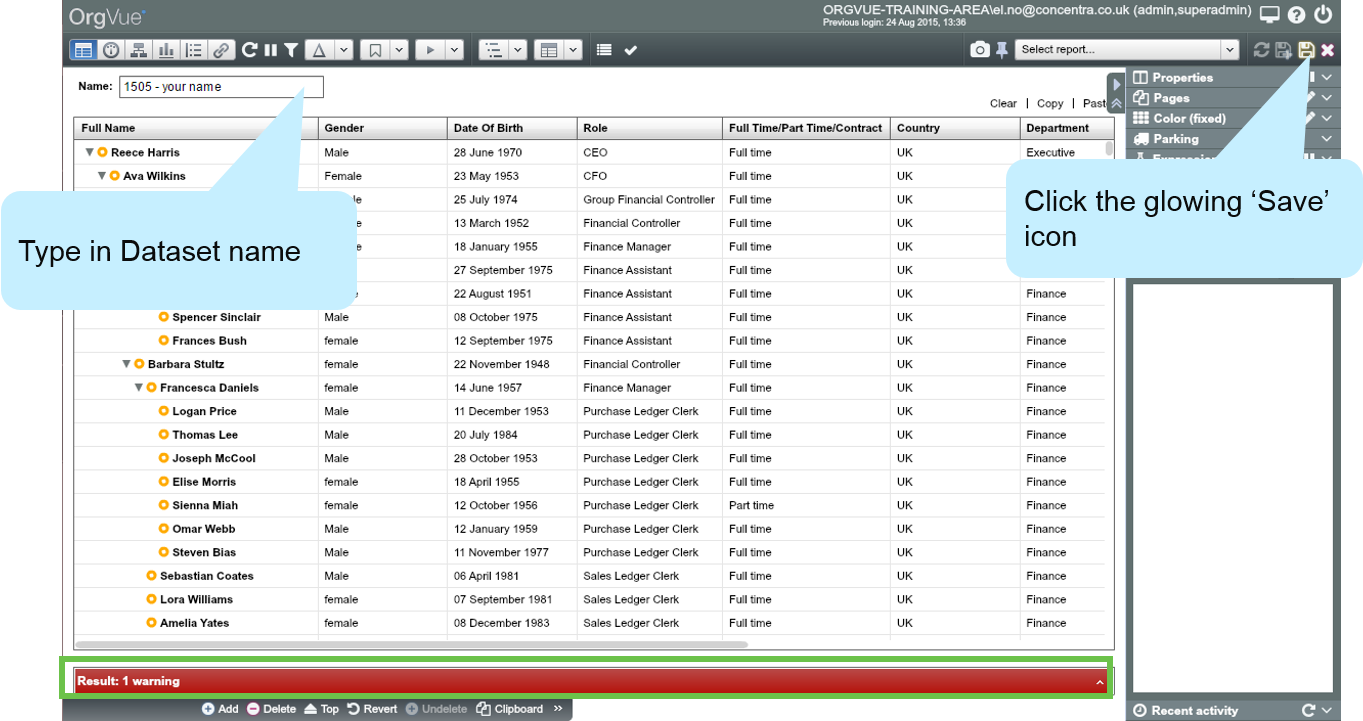 OrgVue
ORGVUE-TRAINING-AREA\el.no@concentra.co.uk (admin,superadmin)
Previous login: 24 Aug 2015, 13:36
Select report...
Name: 1505 - your name
Clear | Copy | Past
Properties
Pages
Color (fixed)
Parking
Full Name Gender Date Of Birth Role Full Time/Part Time/Contract Country Department
Reece Harris Male 28 June 1970 CEO Full time UK Executive
Ava Wilkins Female 23 May 1953 CFO Full time UK
25 July 1974 Group Financial Controller Full time UK
13 March 1952 Financial Controller Full time UK
18 January 1955 Finance Manager Full time UK
27 September 1975 Finance Assistant Full time UK
22 August 1951 Finance Assistant Full time UK Finance
Spencer Sinclair Male 08 October 1975 Finance Assistant Full time UK Finance
Frances Bush female 12 September 1975 Finance Assistant Full time UK Finance
Barbara Stultz female 22 November 1948 Financial Controller Full time UK Finance
Francesca Daniels female 14 June 1957 Finance Manager Full time UK Finance
Logan Price Male 11 December 1953 Purchase Ledger Clerk Full time UK Finance
Thomas Lee Male 20 July 1984 Purchase Ledger Clerk Full time UK Finance
Joseph McCool Male 28 October 1953 Purchase Ledger Clerk Full time UK Finance
Elise Morris female 18 April 1955 Purchase Ledger Clerk Full time UK Finance
Sienna Miah female 12 October 1956 Purchase Ledger Clerk Part time UK Finance
Omar Webb Male 12 January 1959 Purchase Ledger Clerk Full time UK Finance
Steven Bias Male 11 November 1977 Purchase Ledger Clerk Full time UK Finance
Sebastian Coates Male 06 April 1981 Sales Ledger Clerk Full time UK Finance
Lora Williams female 07 September 1981 Sales Ledger Clerk Full time UK Finance
Amelia Yates female 08 December 1983 Sales Ledger Clerk Full time UK Finance
Type in Dataset name
Click the glowing ‘Save’
icon
Result: 1 warning
Add Delete Top Revert Undelete Clipboard »
Recent activity